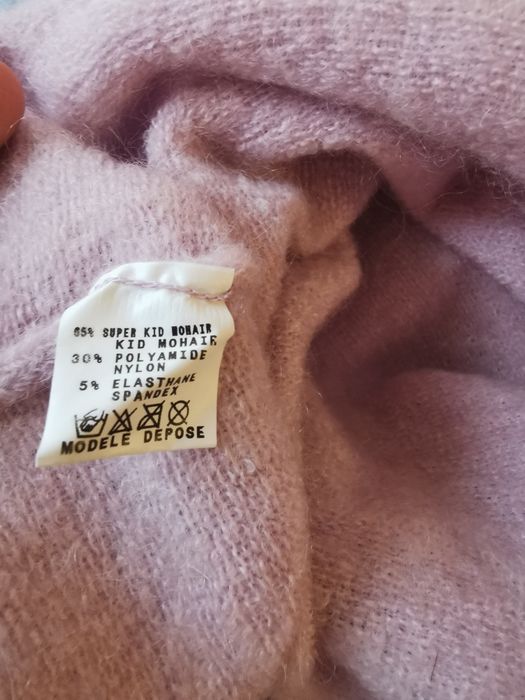 65% SUPER KID MOHAIR
KID MOHAIR
30% POLYAMIDE
NYLON
5% ELASTHANE
SPANDEX
MODELE DEPOSE